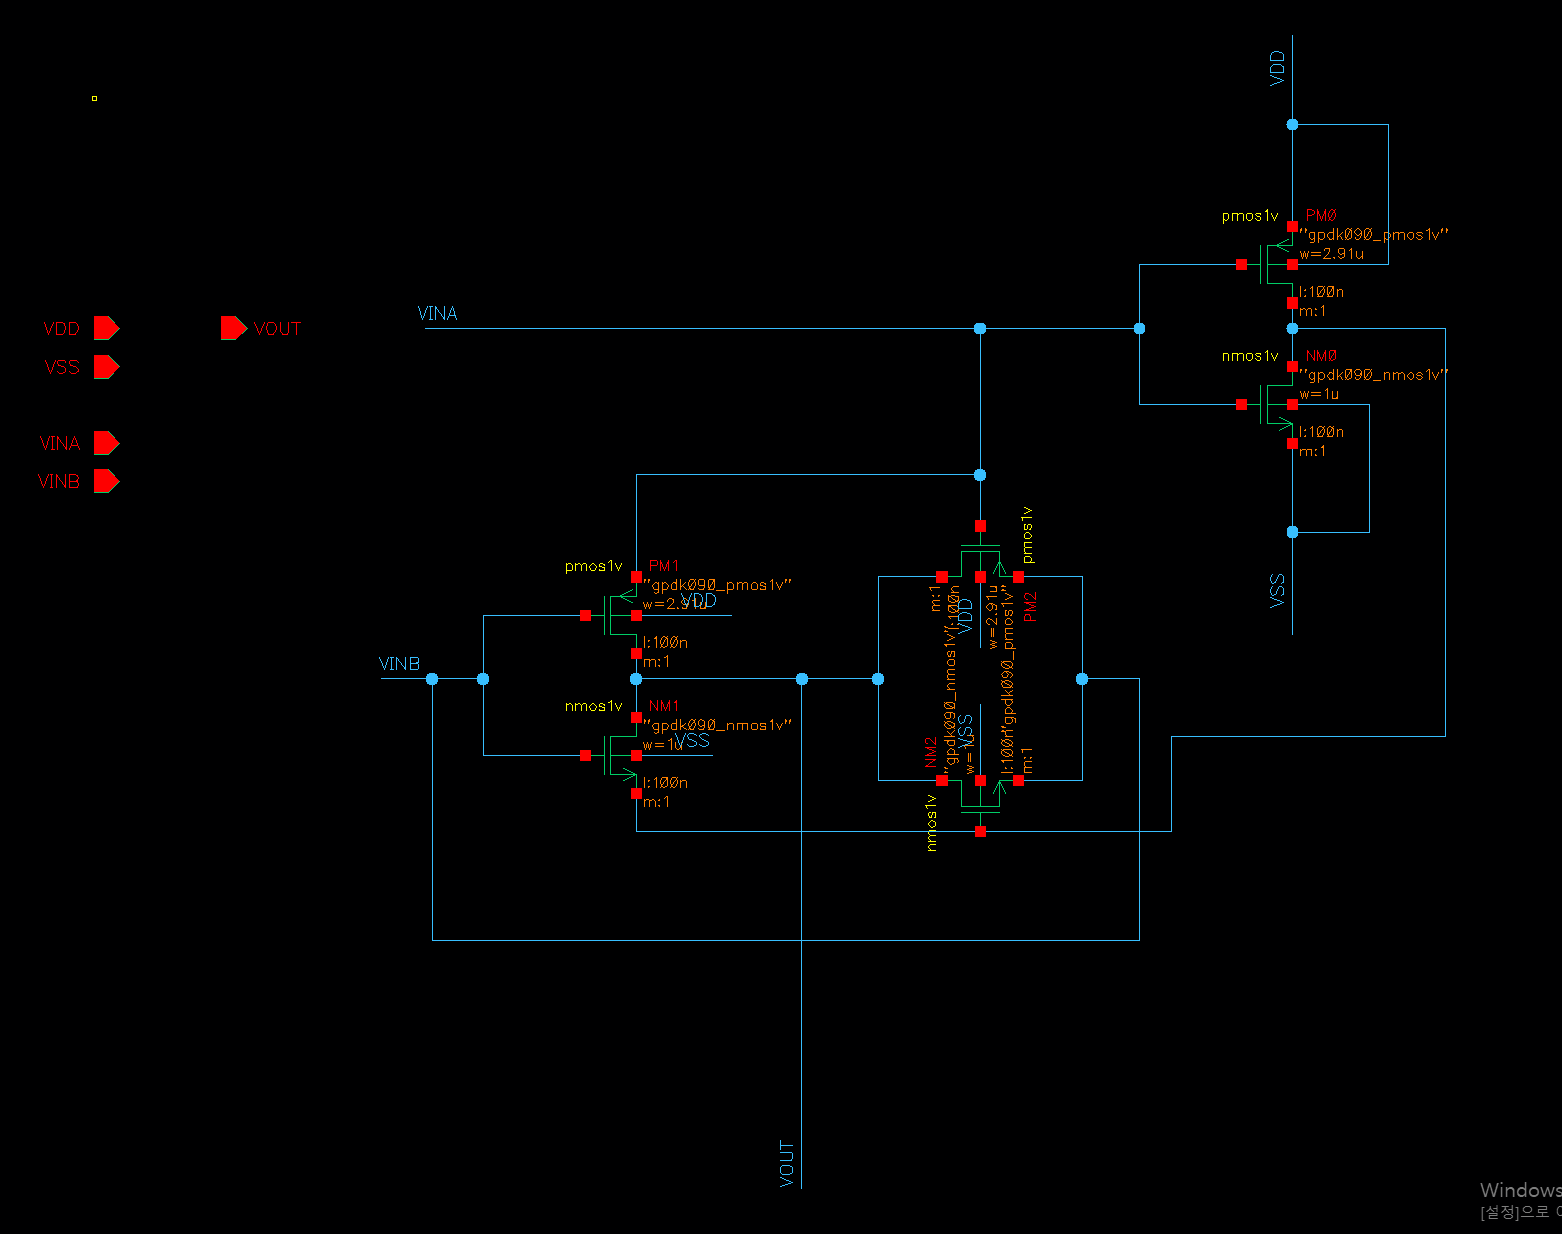 VDD
pmos1v PM0
"gpdk090_pmos1v"
w=2.91u
l:100n
m:1
VINA
VDD VOUT
VSS
VINA
VINB
nmos1v NM0
"gpdk090_nmos1v"
w=1u
l:100n
m:1
VSS
pmos1v PM1
"gpdk090_pmos1v"
w=2.91u
VDD
l:100n
m:1
VINB
nmos1v NM1
"gpdk090_nmos1v"
w=1u
VSS
l:100n
m:1
pmos1v
PM2
"gpdk090_pmos1v"
w=2.91u
VDD
l:100n
m:1
NM2
"gpdk090_nmos1v"
w=1u
VSS
l:100n
m:1
nmos1v
VOUT
Windows
[설정]으로